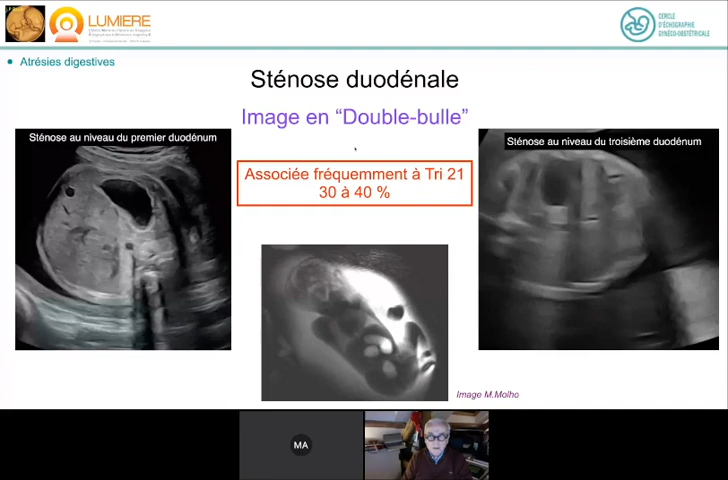 LUMIERE
CERCLE
D'ÉCHOGRAPHIE
GYNÉCO-OBSTÉTRICALE
• Atrésies digestives
Sténose duodénale
Image en “Double-bulle”
Sténose au niveau du premier duodénum
Sténose au niveau du troisième duodénum
Associée fréquemment à Tri 21
30 à 40 %
Image M.Molho
MA